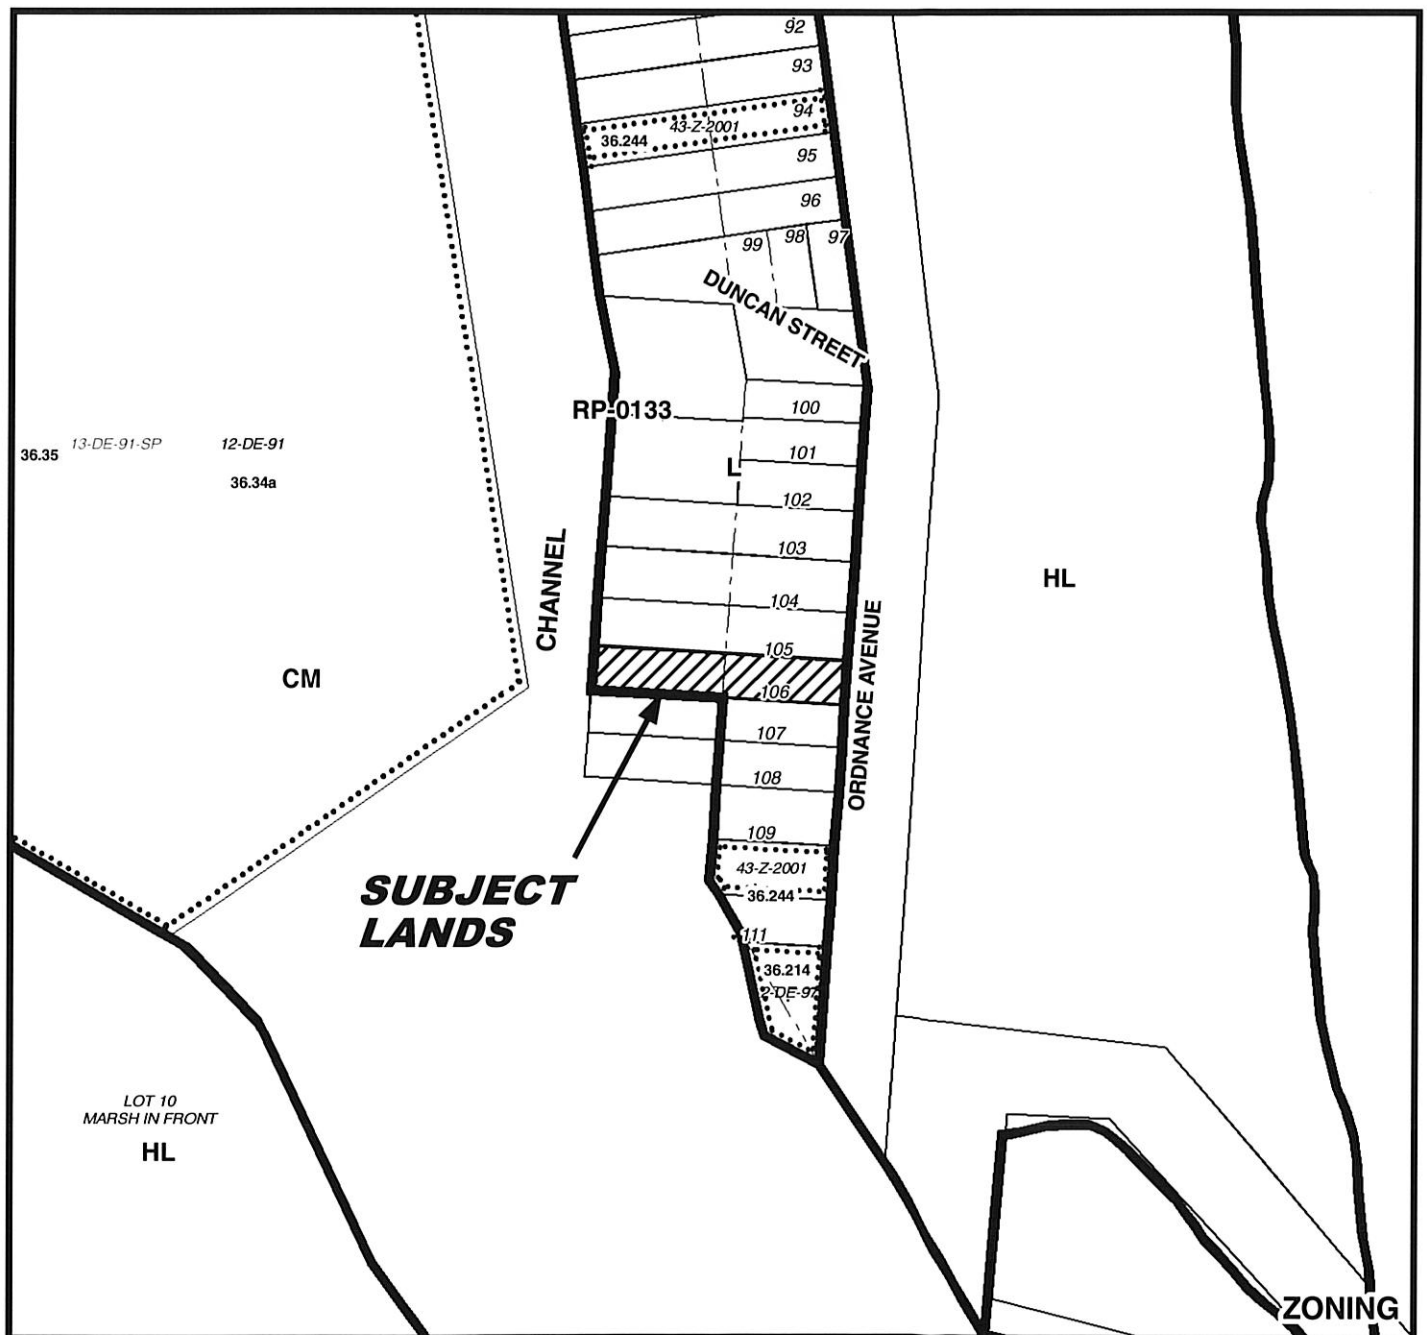 92
93
94
43-Z-2001
36.244
95
96
97
98
99
DUNCAN STREET
RP-0133
100
36.35
13-DE-91-SP
12-DE-91
36.34a
101
L
102
103
104
105
106
CHANNEL
HL
ORDNANCE AVENUE
CM
107
108
109
43-Z-2001
36.244
SUBJECT
LANDS
111
36.214
2-DE-97
LOT 10
MARSH IN FRONT
HL
ZONING